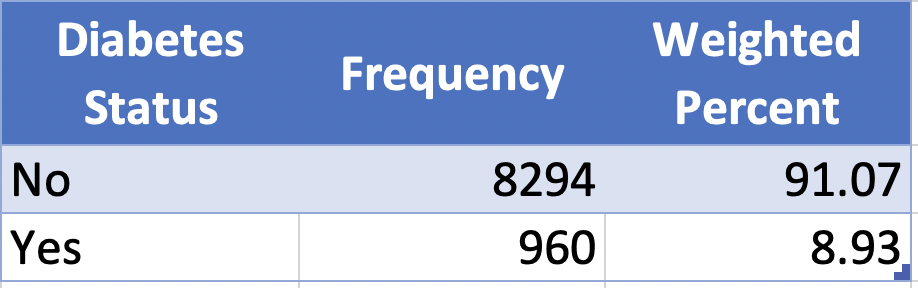 Diabetes Status Frequency Weighted Percent
No 8294 91.07
Yes 960 8.93